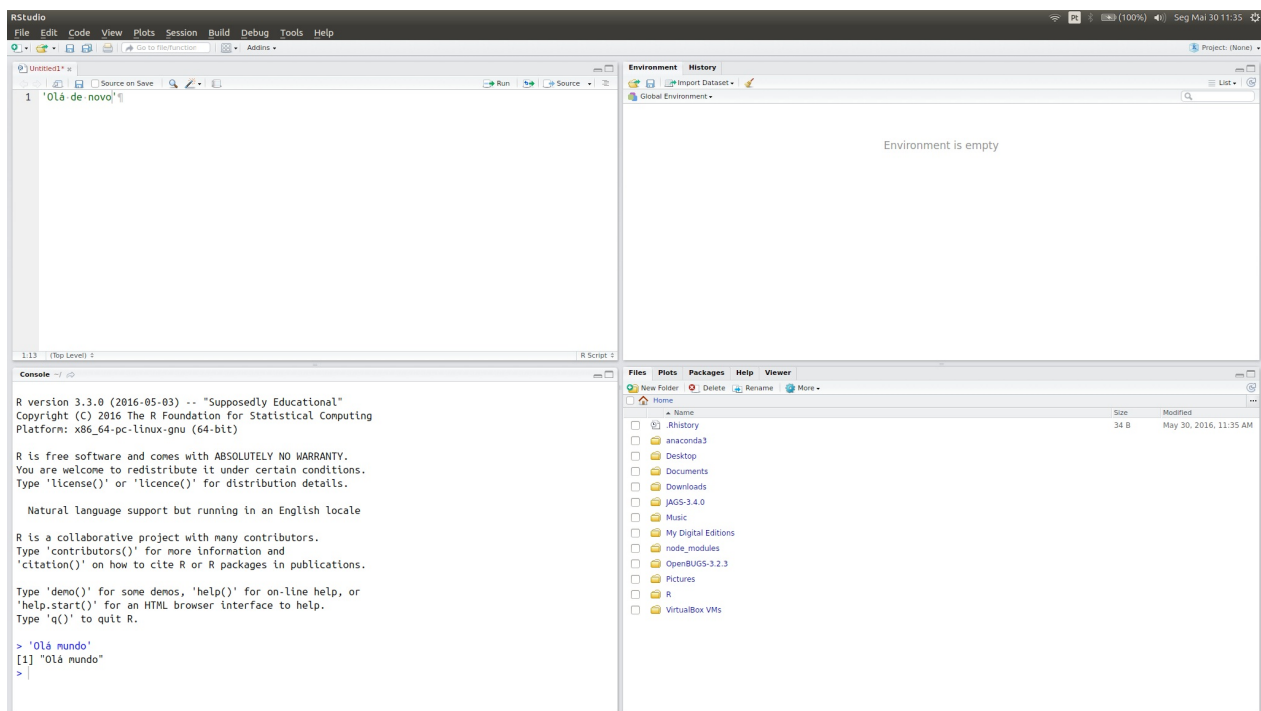 RStudio
Pt (100%) Seg Mai 30 11:35
File Edit Code View Plots Session Build Debug Tools Help
Go to file/function Addins
Project: (None)
Untitled1*
Source on Save Run Source
1 'Olá de novo'¶
1:13 (Top Level) R Script
Console ~/
R version 3.3.0 (2016-05-03) -- "Supposedly Educational"
Copyright (C) 2016 The R Foundation for Statistical Computing
Platform: x86_64-pc-linux-gnu (64-bit)
R is free software and comes with ABSOLUTELY NO WARRANTY.
You are welcome to redistribute it under certain conditions.
Type 'license()' or 'licence()' for distribution details.
Natural language support but running in an English locale
R is a collaborative project with many contributors.
Type 'contributors()' for more information and
'citation()' on how to cite R or R packages in publications.
Type 'demo()' for some demos, 'help()' for on-line help, or
'help.start()' for an HTML browser interface to help.
Type 'q()' to quit R.
> 'Olá mundo'
[1] "Olá mundo"
>
Environment History
Import Dataset List
Global Environment
Environment is empty
Files Plots Packages Help Viewer
New Folder Delete Rename More
Home ...
Name Size Modified
.Rhistory 34 B May 30, 2016, 11:35 AM
anaconda3
Desktop
Documents
Downloads
JAGS-3.4.0
Music
My Digital Editions
node_modules
OpenBUGS-3.2.3
Pictures
R
VirtualBox VMs